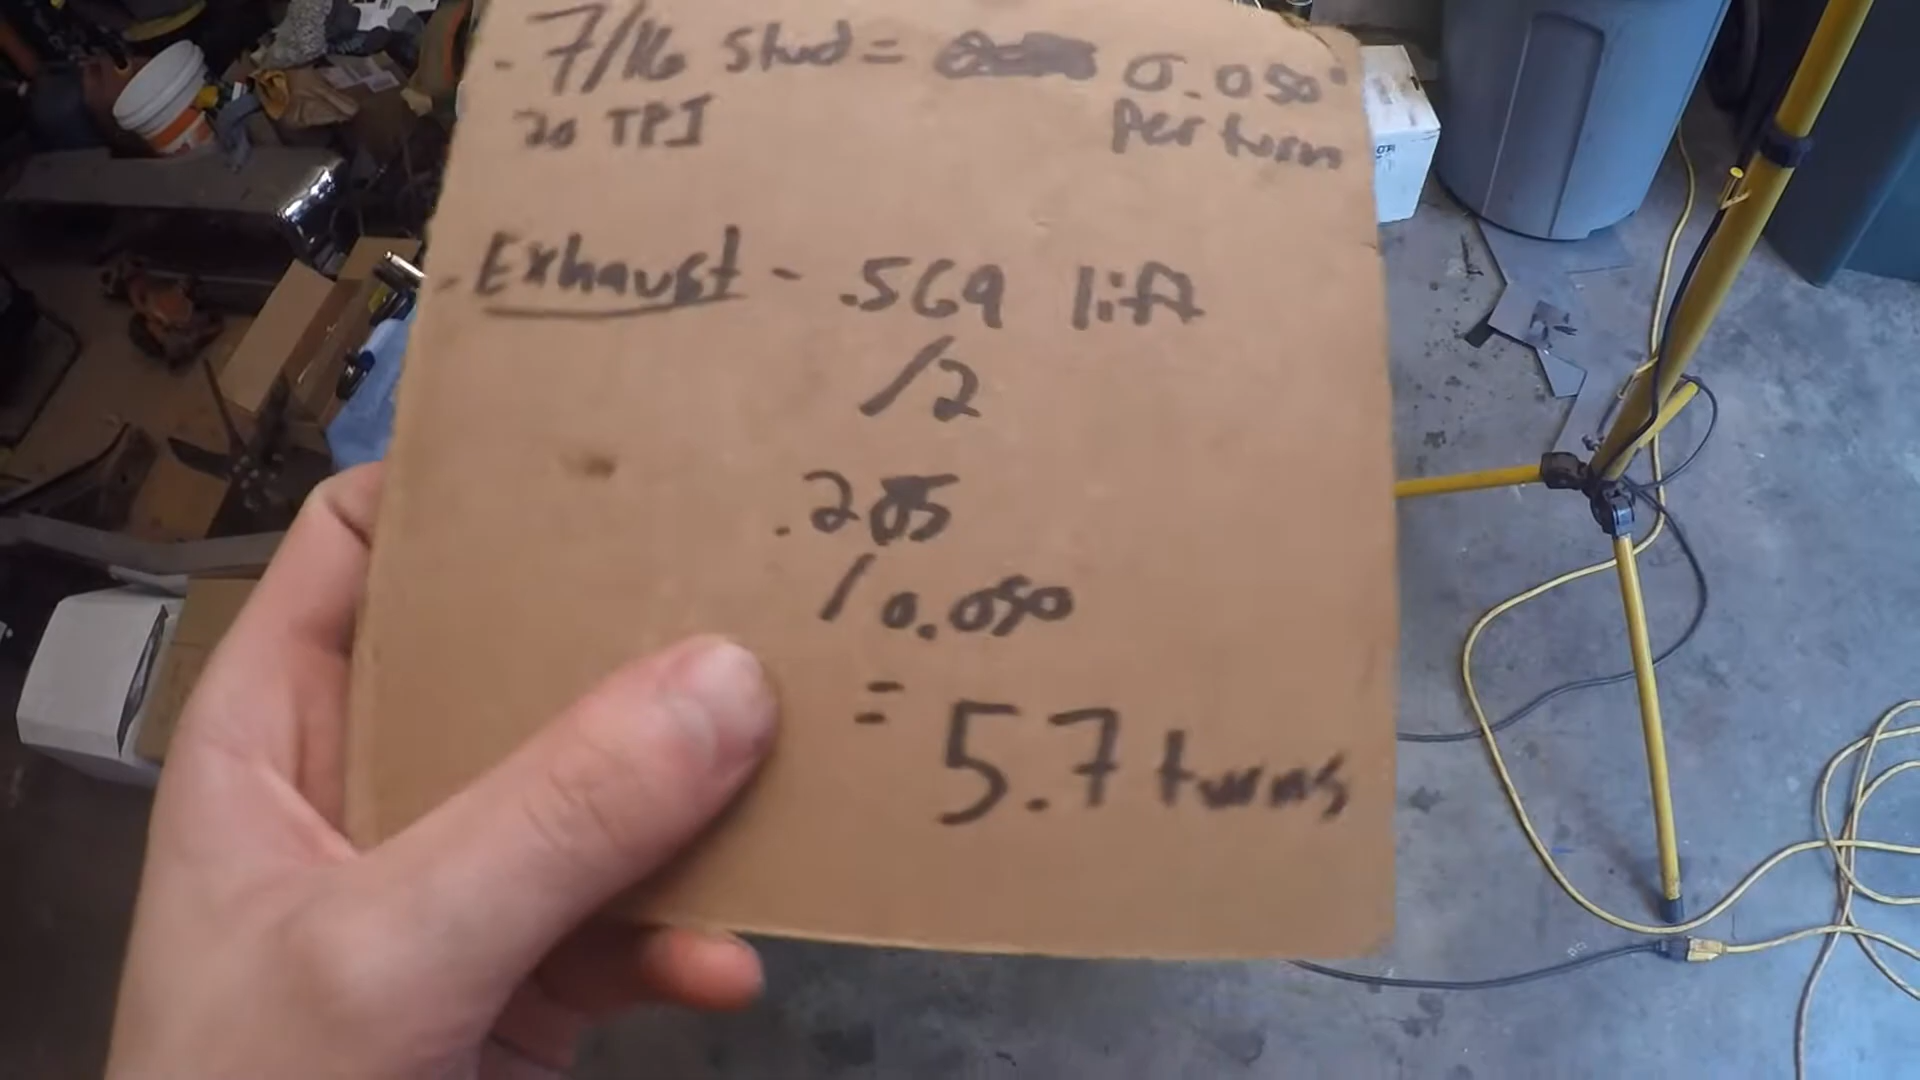 - 7/16 Stud = 0.050"
20 TPI Per turn
- Exhaust - .569 lift
/2
.285
/ 0.050
= 5.7 turns